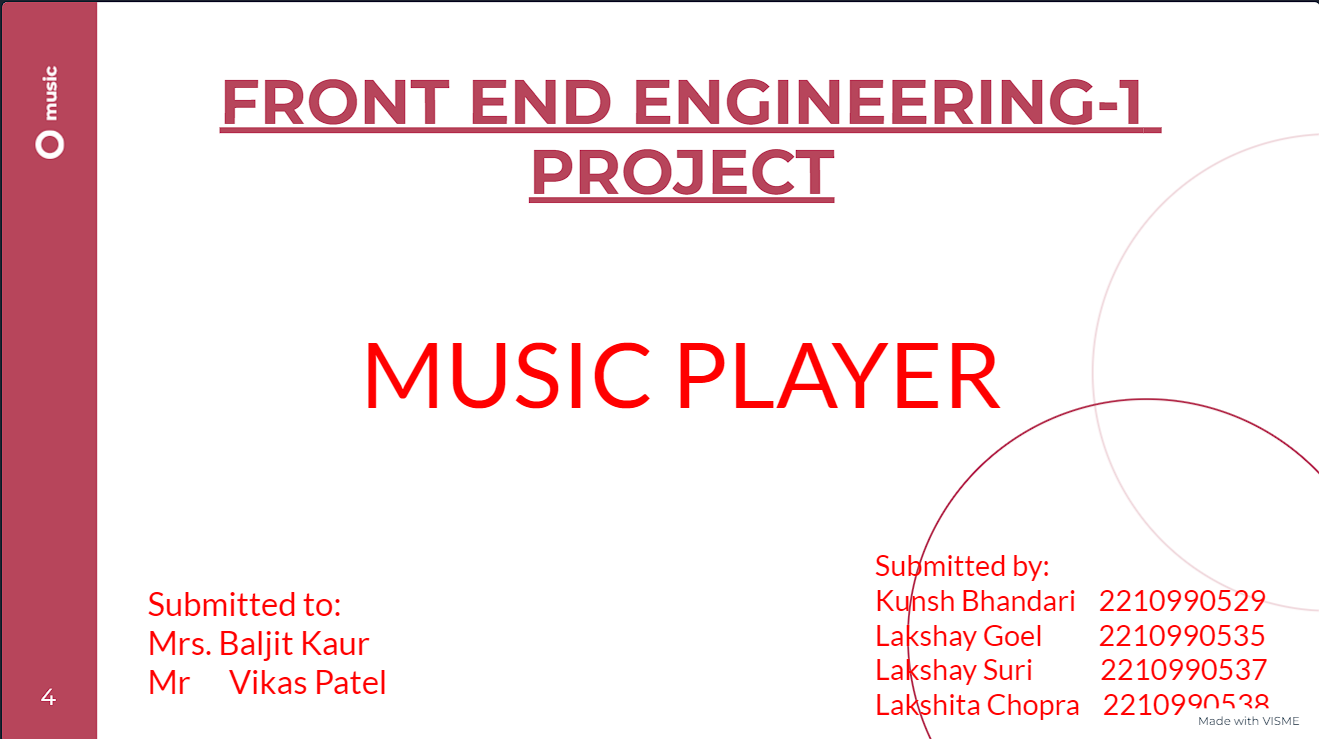 music
FRONT END ENGINEERING-1
PROJECT
MUSIC PLAYER
Submitted to:
Mrs. Baljit Kaur
Mr Vikas Patel
Submitted by:
Kunsh Bhandari 2210990529
Lakshay Goel 2210990535
Lakshay Suri 2210990537
Lakshita Chopra 2210990538
4
Made with VISME